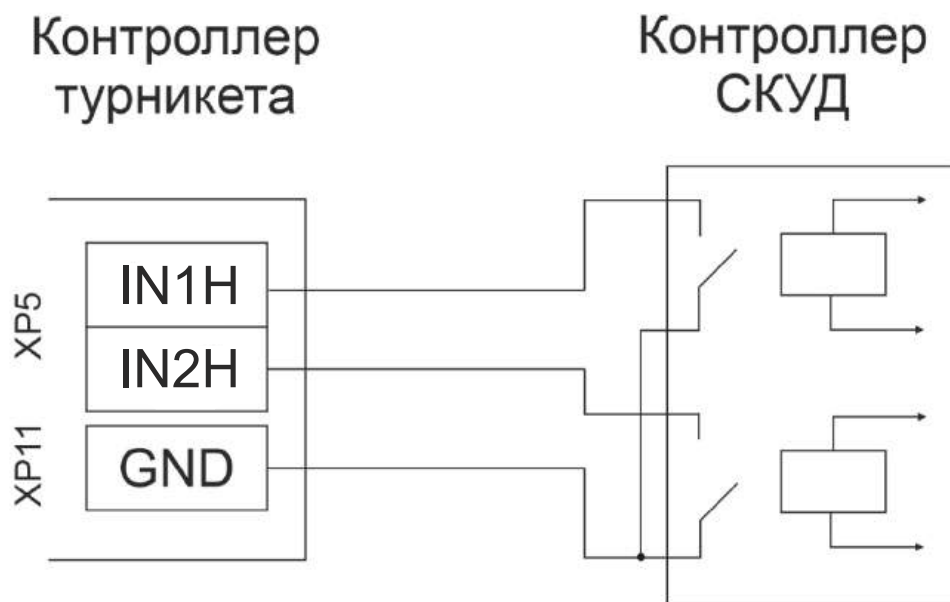 Контроллер
турникета
Контроллер
СКУД
XP5
IN1H
IN2H
XP11
GND